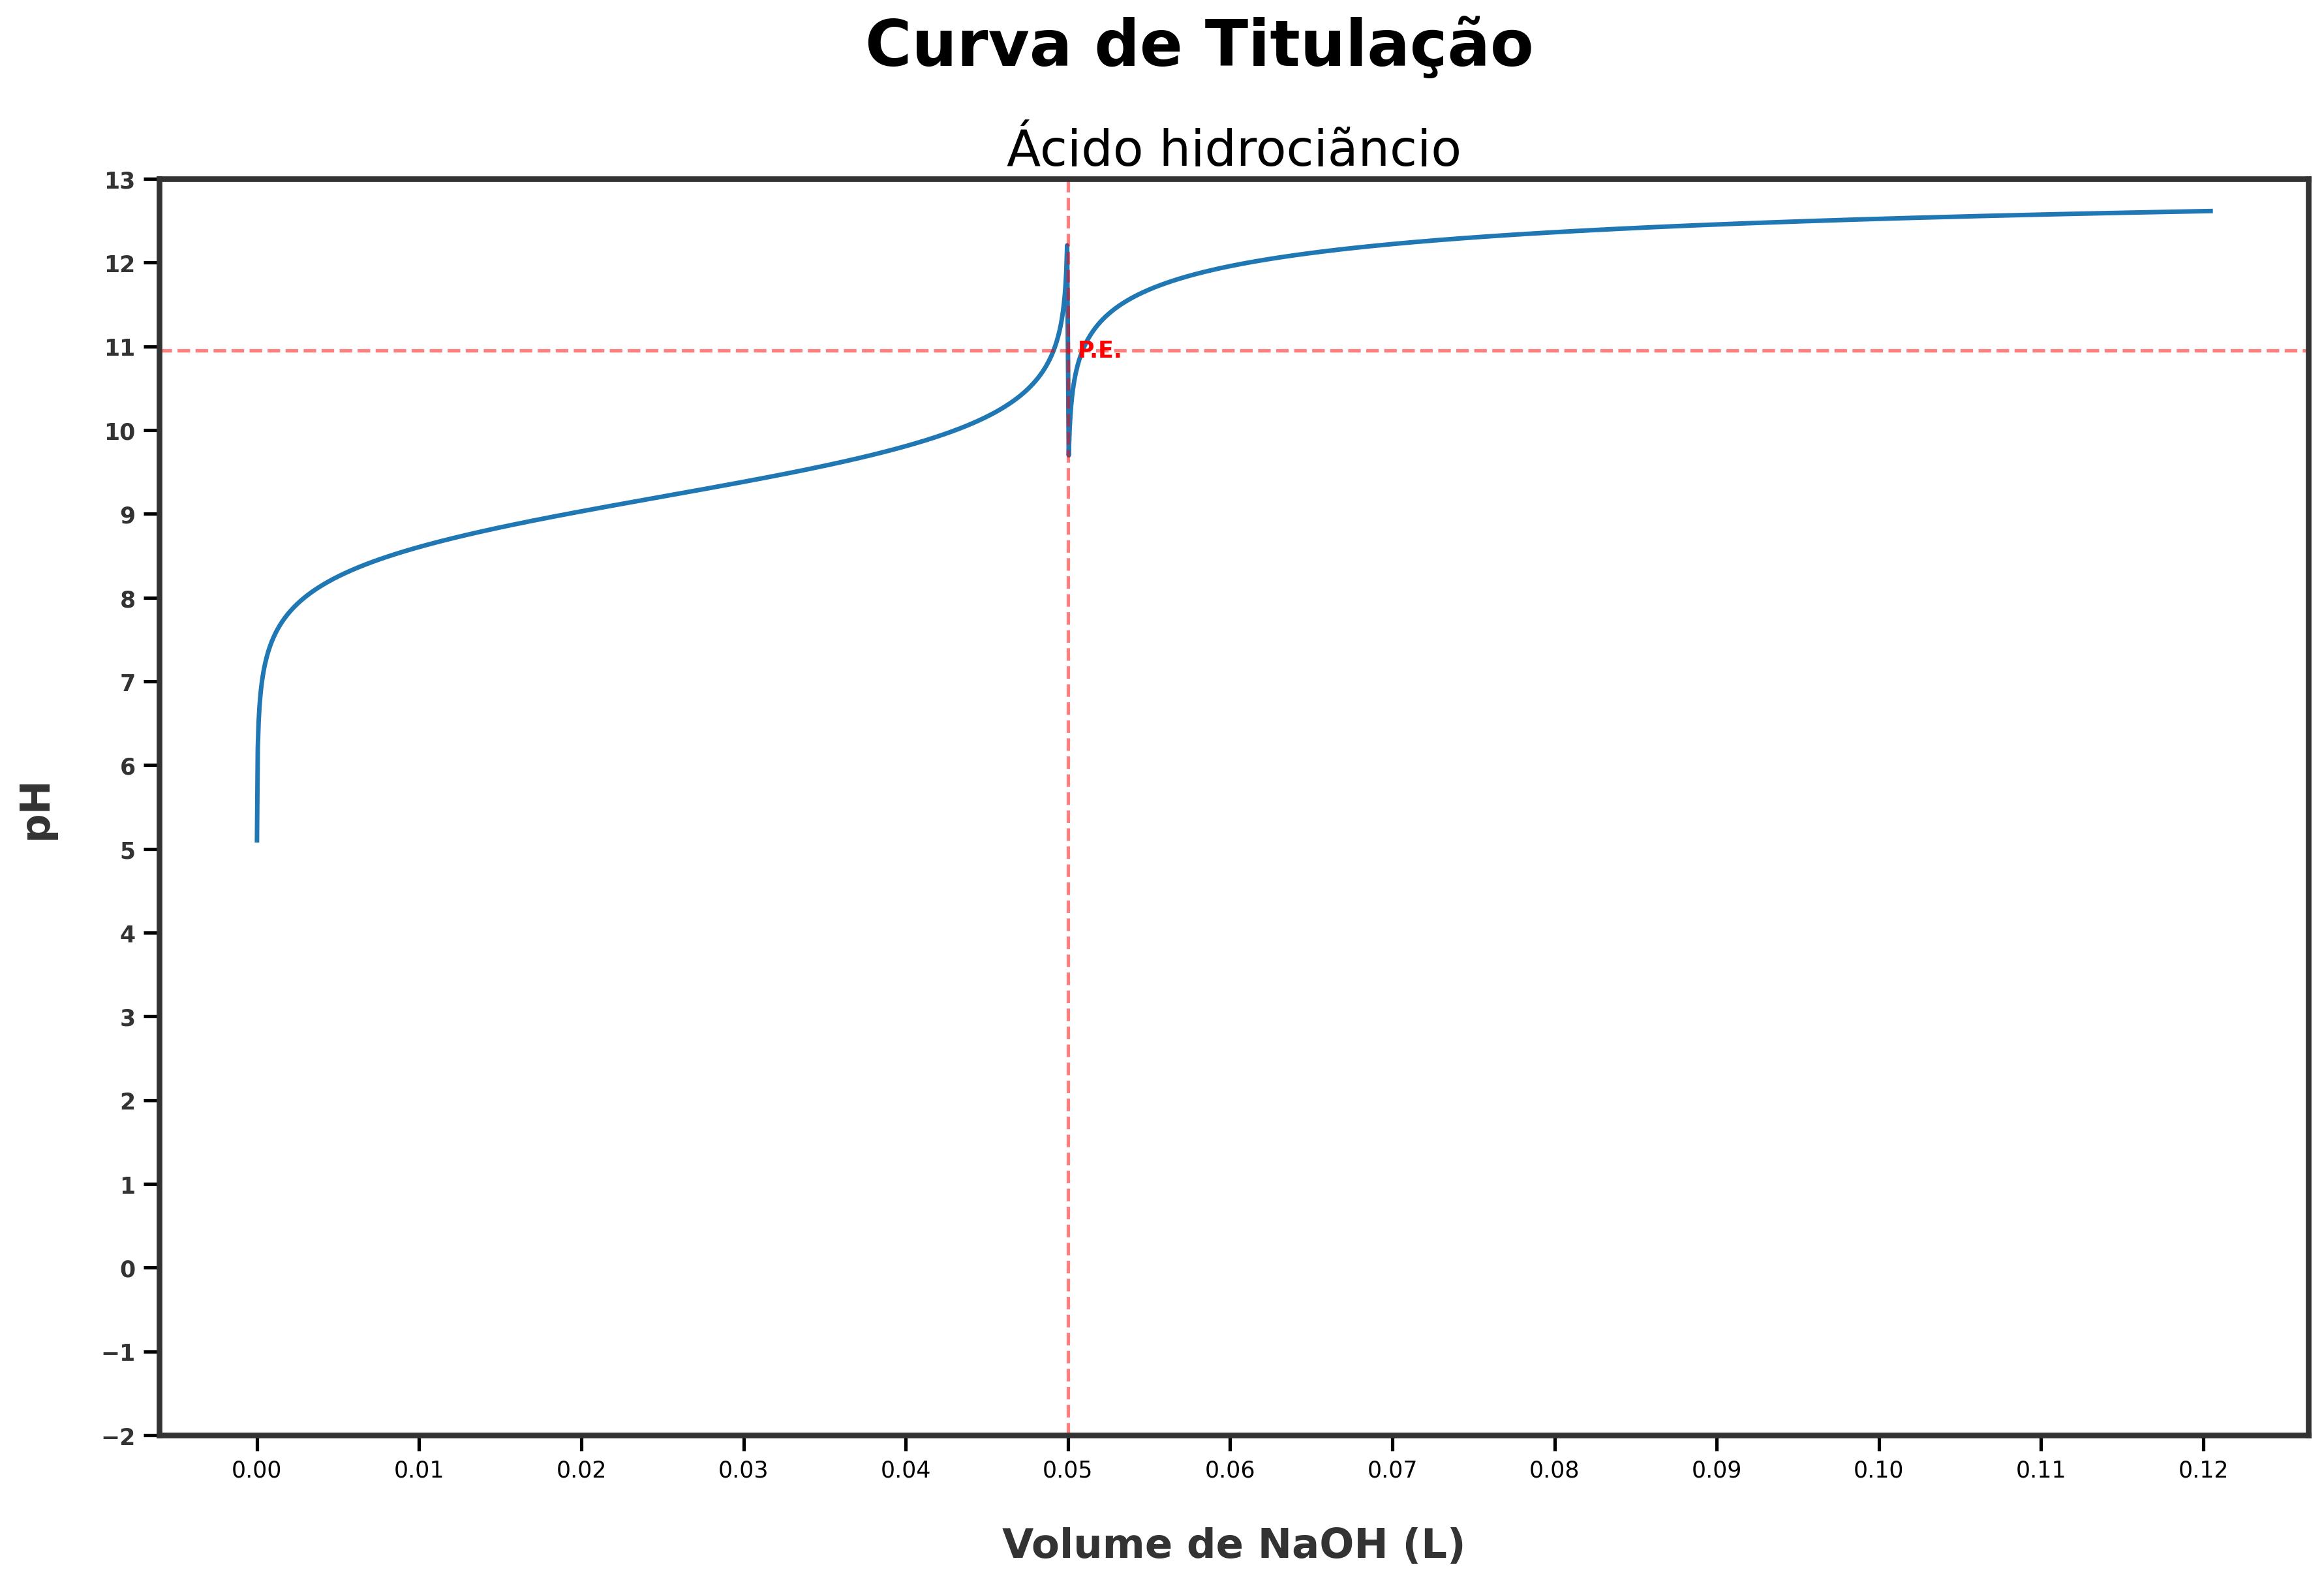 Curva de Titulação
Ácido hidrociãncio
13
12
11
10
9
8
7
6
5
4
3
2
1
0
−1
−2
pH
P.E.
0.00 0.01 0.02 0.03 0.04 0.05 0.06 0.07 0.08 0.09 0.10 0.11 0.12
Volume de NaOH (L)